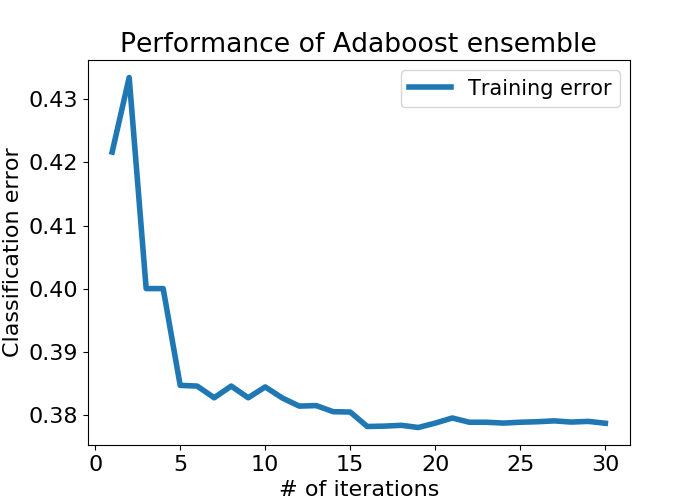 Performance of Adaboost ensemble
Training error
Classification error
0.43
0.42
0.41
0.40
0.39
0.38
0 5 10 15 20 25 30
# of iterations